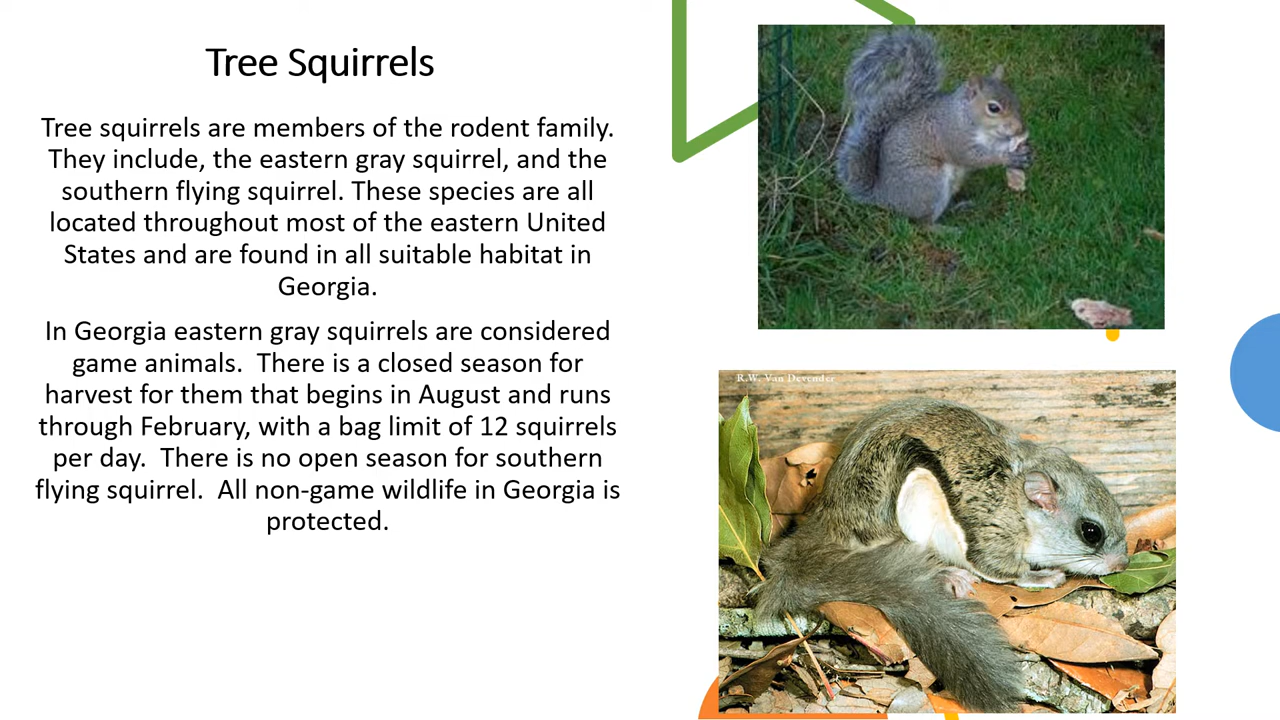 Tree Squirrels
Tree squirrels are members of the rodent family.
They include, the eastern gray squirrel, and the
southern flying squirrel. These species are all
located throughout most of the eastern United
States and are found in all suitable habitat in
Georgia.
In Georgia eastern gray squirrels are considered
game animals.  There is a closed season for
harvest for them that begins in August and runs
through February, with a bag limit of 12 squirrels
per day.  There is no open season for southern
flying squirrel.  All non-game wildlife in Georgia is
protected.
R.W. Van Devender